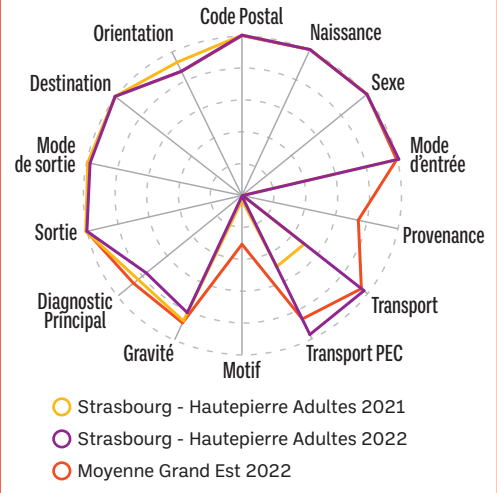 Code Postal
Naissance
Sexe
Mode
d'entrée
Provenance
Transport
Transport PEC
Motif
Gravité
Diagnostic
Principal
Sortie
Mode
de sortie
Destination
Orientation
Strasbourg - Hautepierre Adultes 2021
Strasbourg - Hautepierre Adultes 2022
Moyenne Grand Est 2022